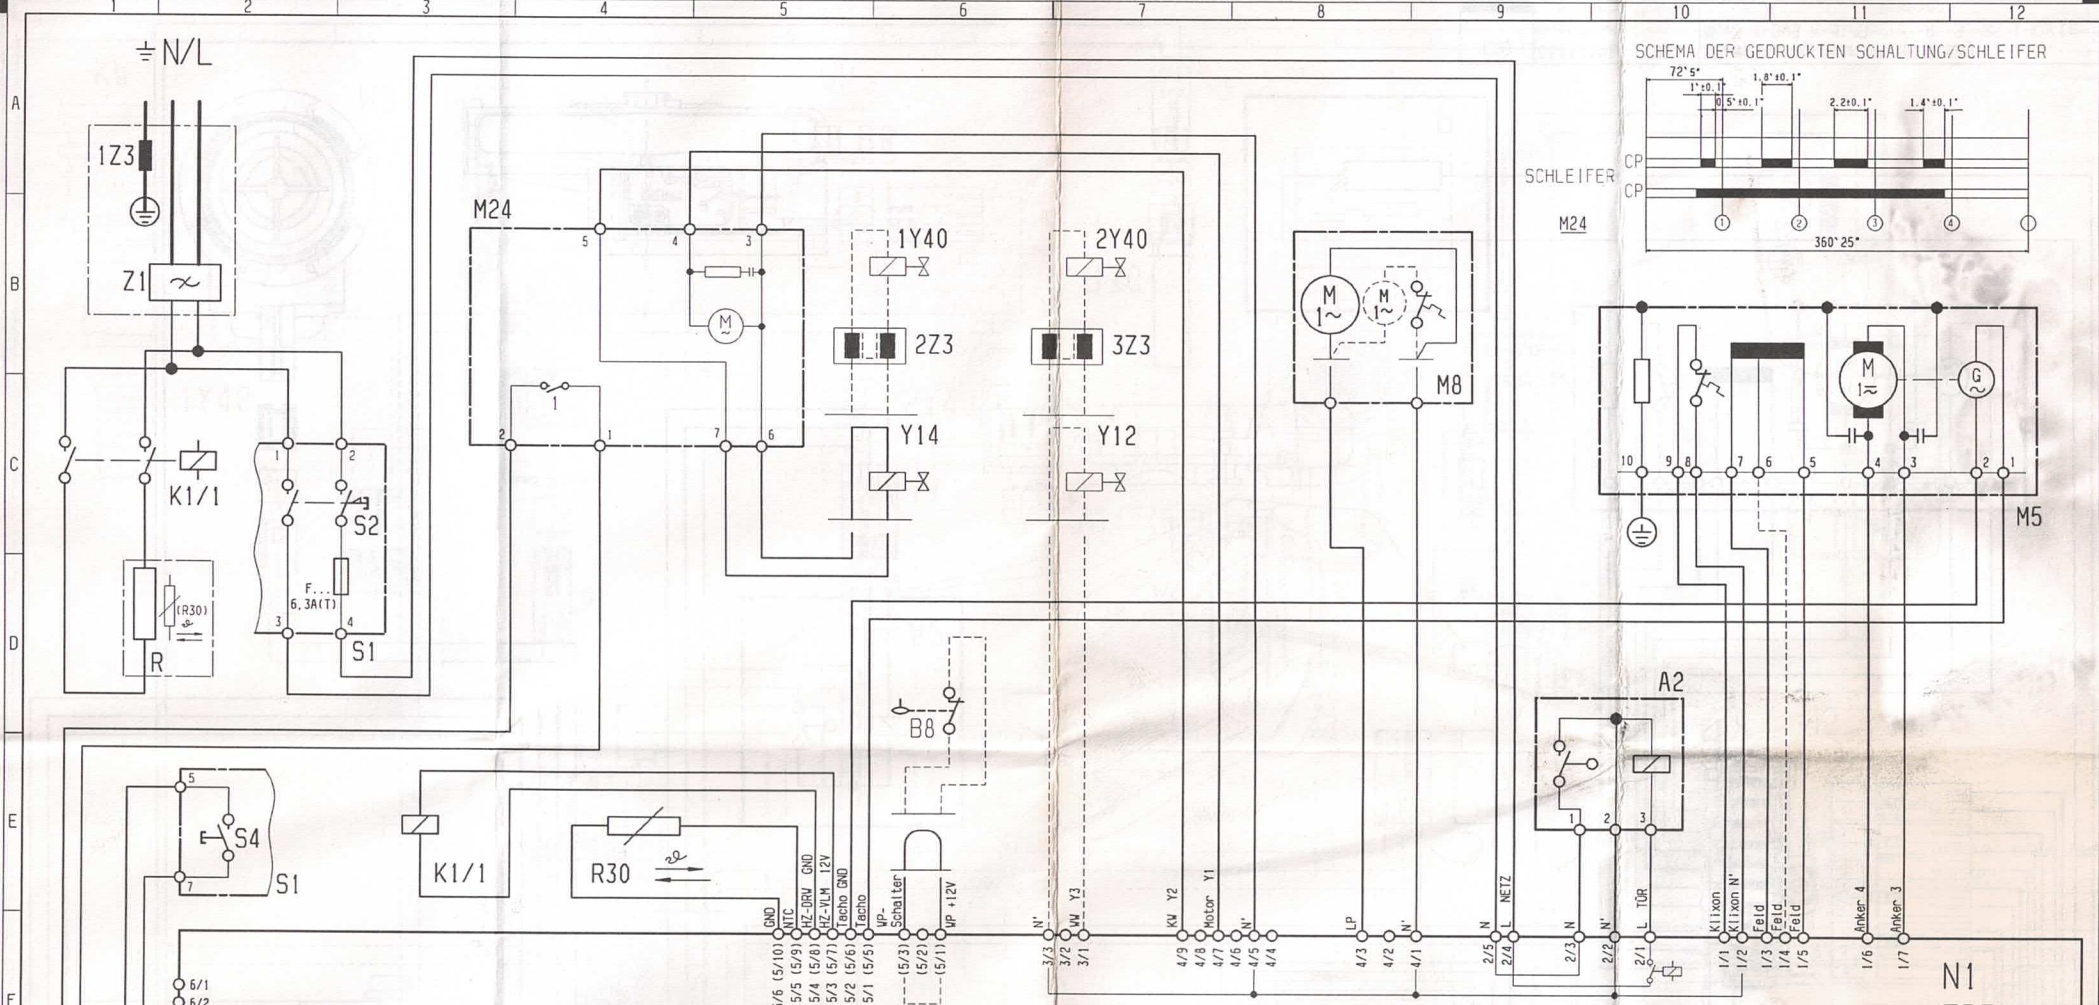 1 2 3 4 5 6 7 8 9 10 11 12
A
B
C
D
E
F
N/L
1Z3
Z1
K1/1
S2
F...
6,3A(T)
S1
1 2
3 4
R
(R30)
ϑ
M24
5 4 3
M
~
1
2 1 7 6
1Y40
2Z3
Y14
2Y40
3Z3
Y12
M
1~
M
1~
M8
SCHEMA DER GEDRUCKTEN SCHALTUNG/SCHLEIFER
72°5"
1°±0.1"
0.5°±0.1"
1.8°±0.1"
2.2±0.1"
1.4°±0.1"
SCHLEIFER
CP
CP
M24
1 2 3 4
360°25"
M
1≂
G
~
10 9 8 7 6 5 4 3 2 1
M5
A2
1 2 3
B8
5
S4
7
S1
K1/1
R30
ϑ
GND
NTC
HZ-DRW GND
HZ-VLM 12V
Tacho GND
Tacho
WP-
Schalter
WP +12V
N'
WW Y3
KW Y2
Motor Y1
N'
LP
N'
N
L NETZ
N
N'
L TÜR
Klixon
Klixon N'
Feld
Feld
Feld
Anker 4
Anker 3
5/6 (5/10)
5/5 (5/9)
5/4 (5/8)
5/3 (5/7)
5/2 (5/6)
5/1 (5/5)
(5/3)
(5/2)
(5/1)
3/3
3/2
3/1
4/9
4/8
4/7
4/6
4/5
4/4
4/3
4/2
4/1
2/5
2/4
2/3
2/2
2/1
1/1
1/2
1/3
1/4
1/5
1/6
1/7
6/1
6/2
N1